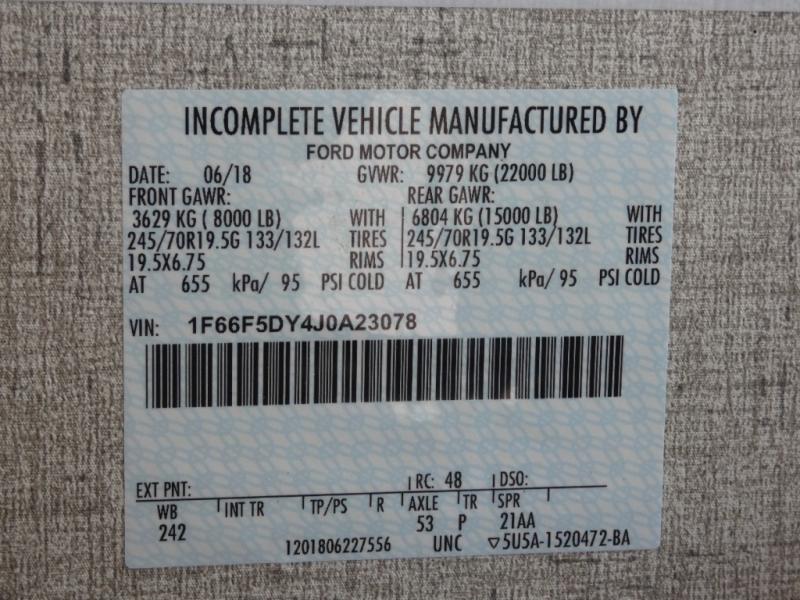 INCOMPLETE VEHICLE MANUFACTURED BY
FORD MOTOR COMPANY
DATE: 06/18 GVWR: 9979 KG (22000 LB)
FRONT GAWR: REAR GAWR:
3629 KG ( 8000 LB) WITH 6804 KG (15000 LB) WITH
245/70R19.5G 133/132L TIRES 245/70R19.5G 133/132L TIRES
19.5X6.75 RIMS 19.5X6.75 RIMS
AT 655 kPa/ 95 PSI COLD AT 655 kPa/ 95 PSI COLD
VIN: 1F66F5DY4J0A23078
EXT PNT: RC: 48 DSO:
WB INT TR TP/PS R AXLE TR SPR
242 53 P 21AA
1201806227556 UNC ▽5U5A-1520472-BA